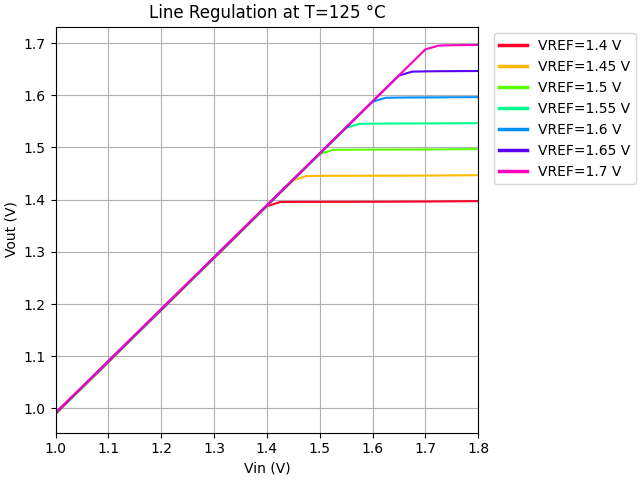 Line Regulation at T=125 °C
Vout (V)
1.7
1.6
1.5
1.4
1.3
1.2
1.1
1.0
1.0 1.1 1.2 1.3 1.4 1.5 1.6 1.7 1.8
Vin (V)
VREF=1.4 V
VREF=1.45 V
VREF=1.5 V
VREF=1.55 V
VREF=1.6 V
VREF=1.65 V
VREF=1.7 V